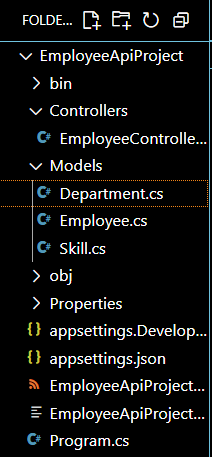 FOLDE...
EmployeeApiProject
bin
Controllers
EmployeeControlle...
Models
Department.cs
Employee.cs
Skill.cs
obj
Properties
appsettings.Develop...
appsettings.json
EmployeeApiProject...
EmployeeApiProject...
Program.cs